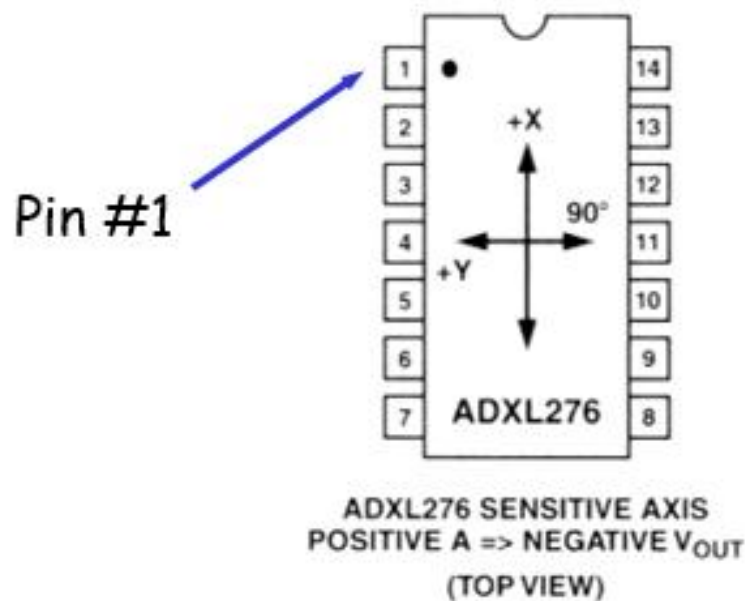 Pin #1
1
14
2
13
3
12
4
11
5
10
6
9
7
8
+X
90°
+Y
ADXL276
ADXL276 SENSITIVE AXIS
POSITIVE A => NEGATIVE VOUT
(TOP VIEW)